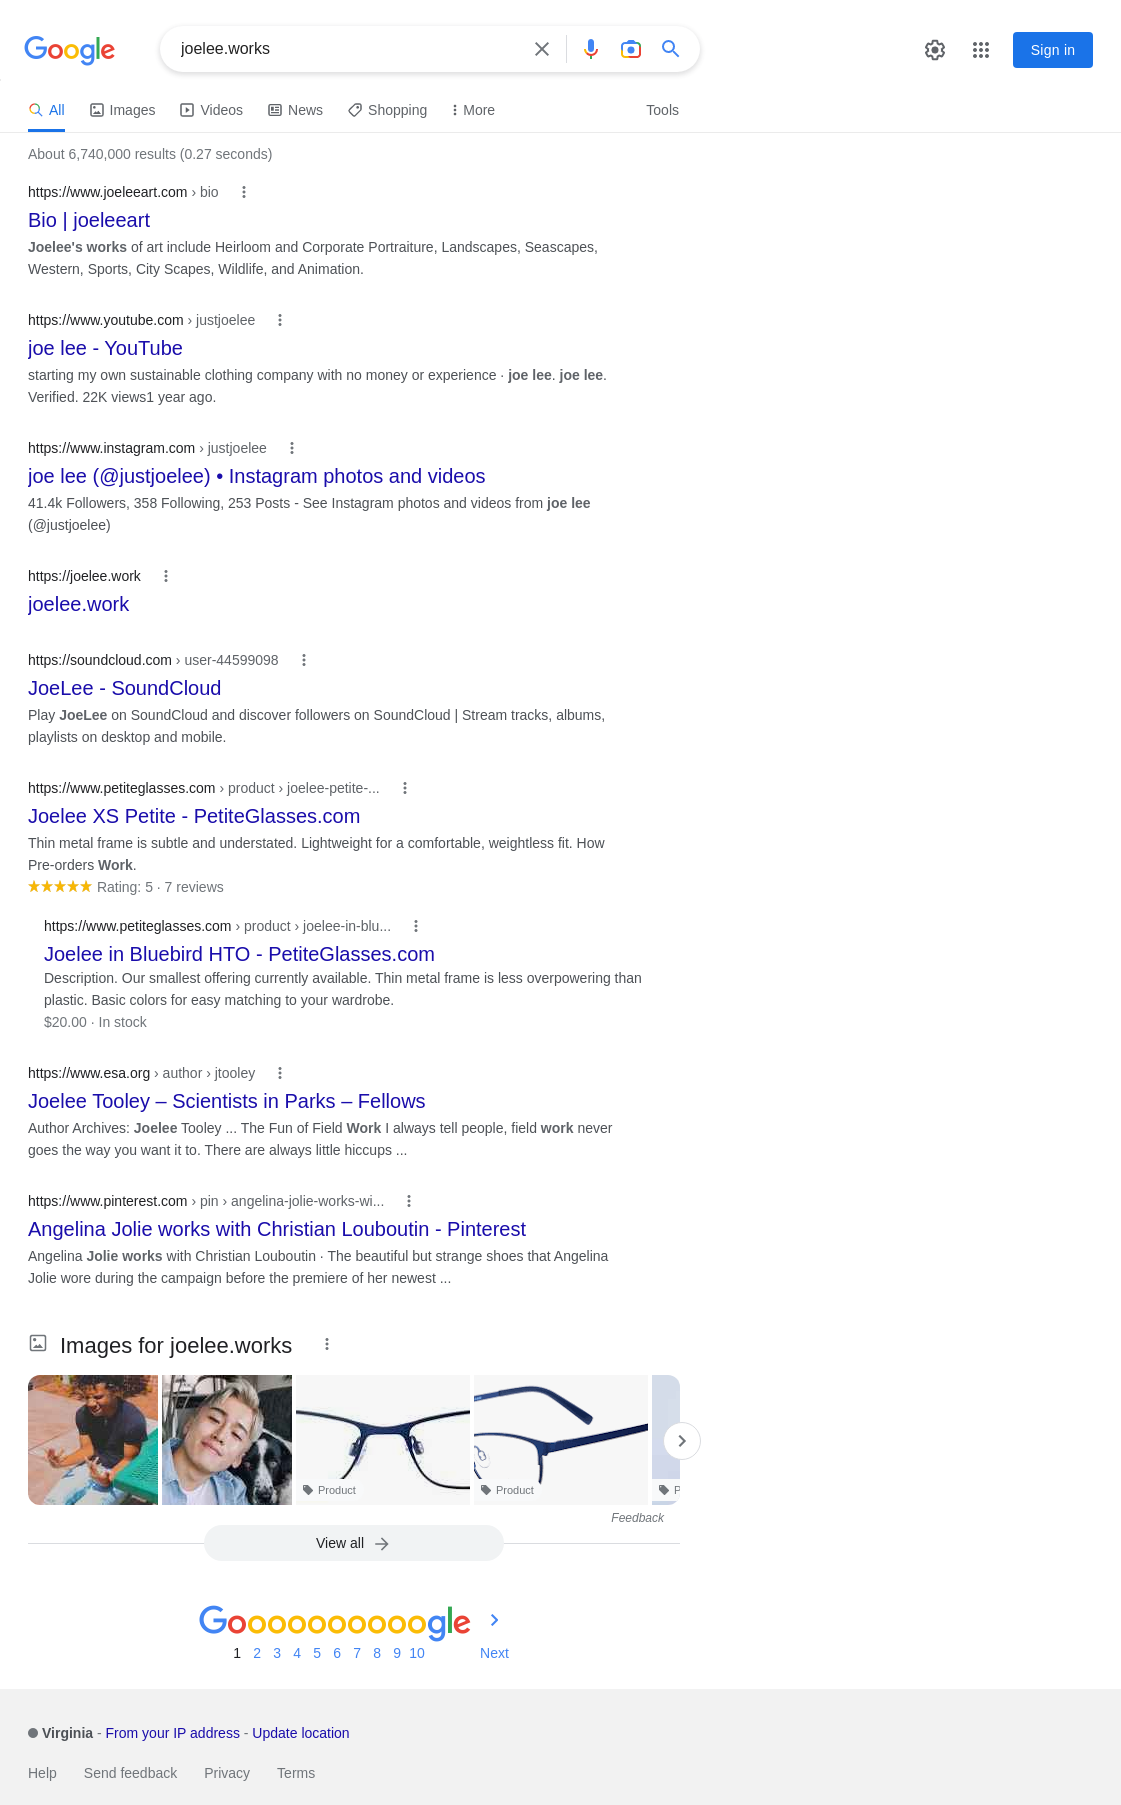 Google
joelee.works
Sign in
All
Images
Videos
News
Shopping
More
Tools
About 6,740,000 results (0.27 seconds)
https://www.joeleeart.com › bio
Bio | joeleeart
Joelee's works of art include Heirloom and Corporate Portraiture, Landscapes, Seascapes,
Western, Sports, City Scapes, Wildlife, and Animation.
https://www.youtube.com › justjoelee
joe lee - YouTube
starting my own sustainable clothing company with no money or experience · joe lee. joe lee.
Verified. 22K views1 year ago.
https://www.instagram.com › justjoelee
joe lee (@justjoelee) • Instagram photos and videos
41.4k Followers, 358 Following, 253 Posts - See Instagram photos and videos from joe lee
(@justjoelee)
https://joelee.work
joelee.work
https://soundcloud.com › user-44599098
JoeLee - SoundCloud
Play JoeLee on SoundCloud and discover followers on SoundCloud | Stream tracks, albums,
playlists on desktop and mobile.
https://www.petiteglasses.com › product › joelee-petite-...
Joelee XS Petite - PetiteGlasses.com
Thin metal frame is subtle and understated. Lightweight for a comfortable, weightless fit. How
Pre-orders Work.
Rating: 5 · 7 reviews
https://www.petiteglasses.com › product › joelee-in-blu...
Joelee in Bluebird HTO - PetiteGlasses.com
Description. Our smallest offering currently available. Thin metal frame is less overpowering than
plastic. Basic colors for easy matching to your wardrobe.
$20.00 · In stock
https://www.esa.org › author › jtooley
Joelee Tooley – Scientists in Parks – Fellows
Author Archives: Joelee Tooley ... The Fun of Field Work I always tell people, field work never
goes the way you want it to. There are always little hiccups ...
https://www.pinterest.com › pin › angelina-jolie-works-wi...
Angelina Jolie works with Christian Louboutin - Pinterest
Angelina Jolie works with Christian Louboutin · The beautiful but strange shoes that Angelina
Jolie wore during the campaign before the premiere of her newest ...
Images for joelee.works
Product
Product
P
Feedback
View all
Goooooooooogle
1 2 3 4 5 6 7 8 9 10 Next
Virginia - From your IP address - Update location
Help Send feedback Privacy Terms